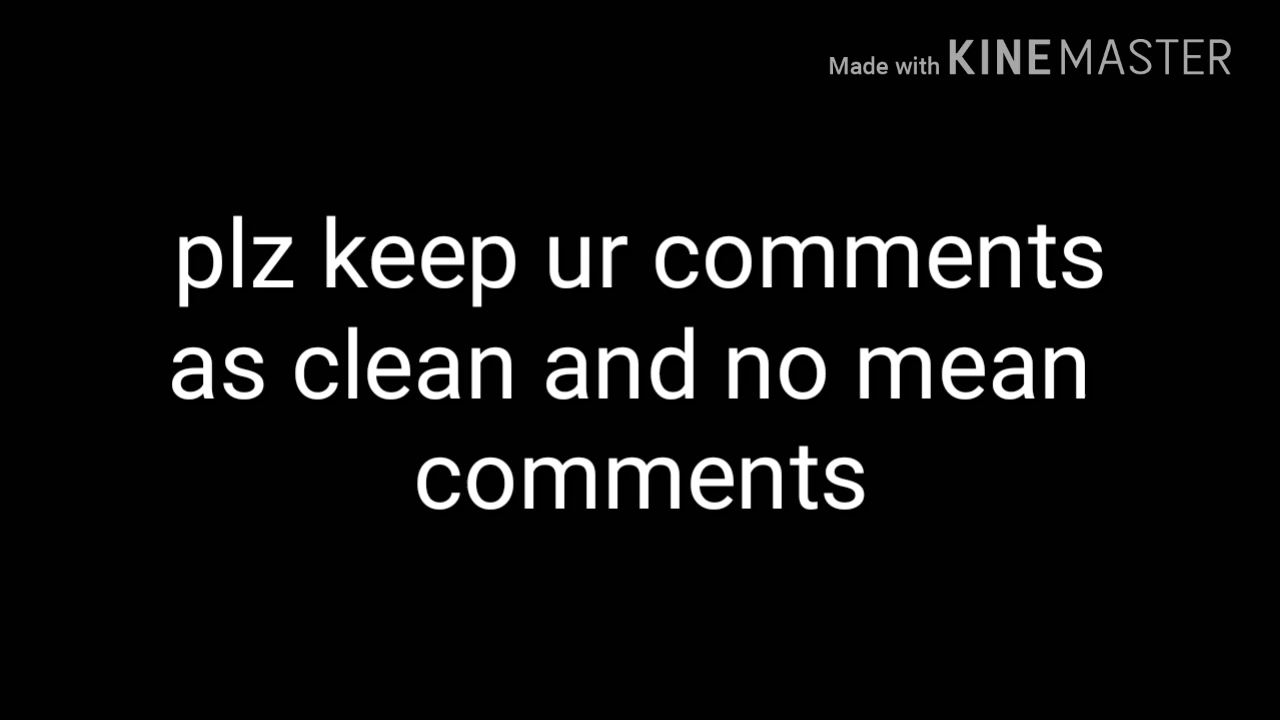 Made with KINEMASTER
plz keep ur comments
as clean and no mean
comments